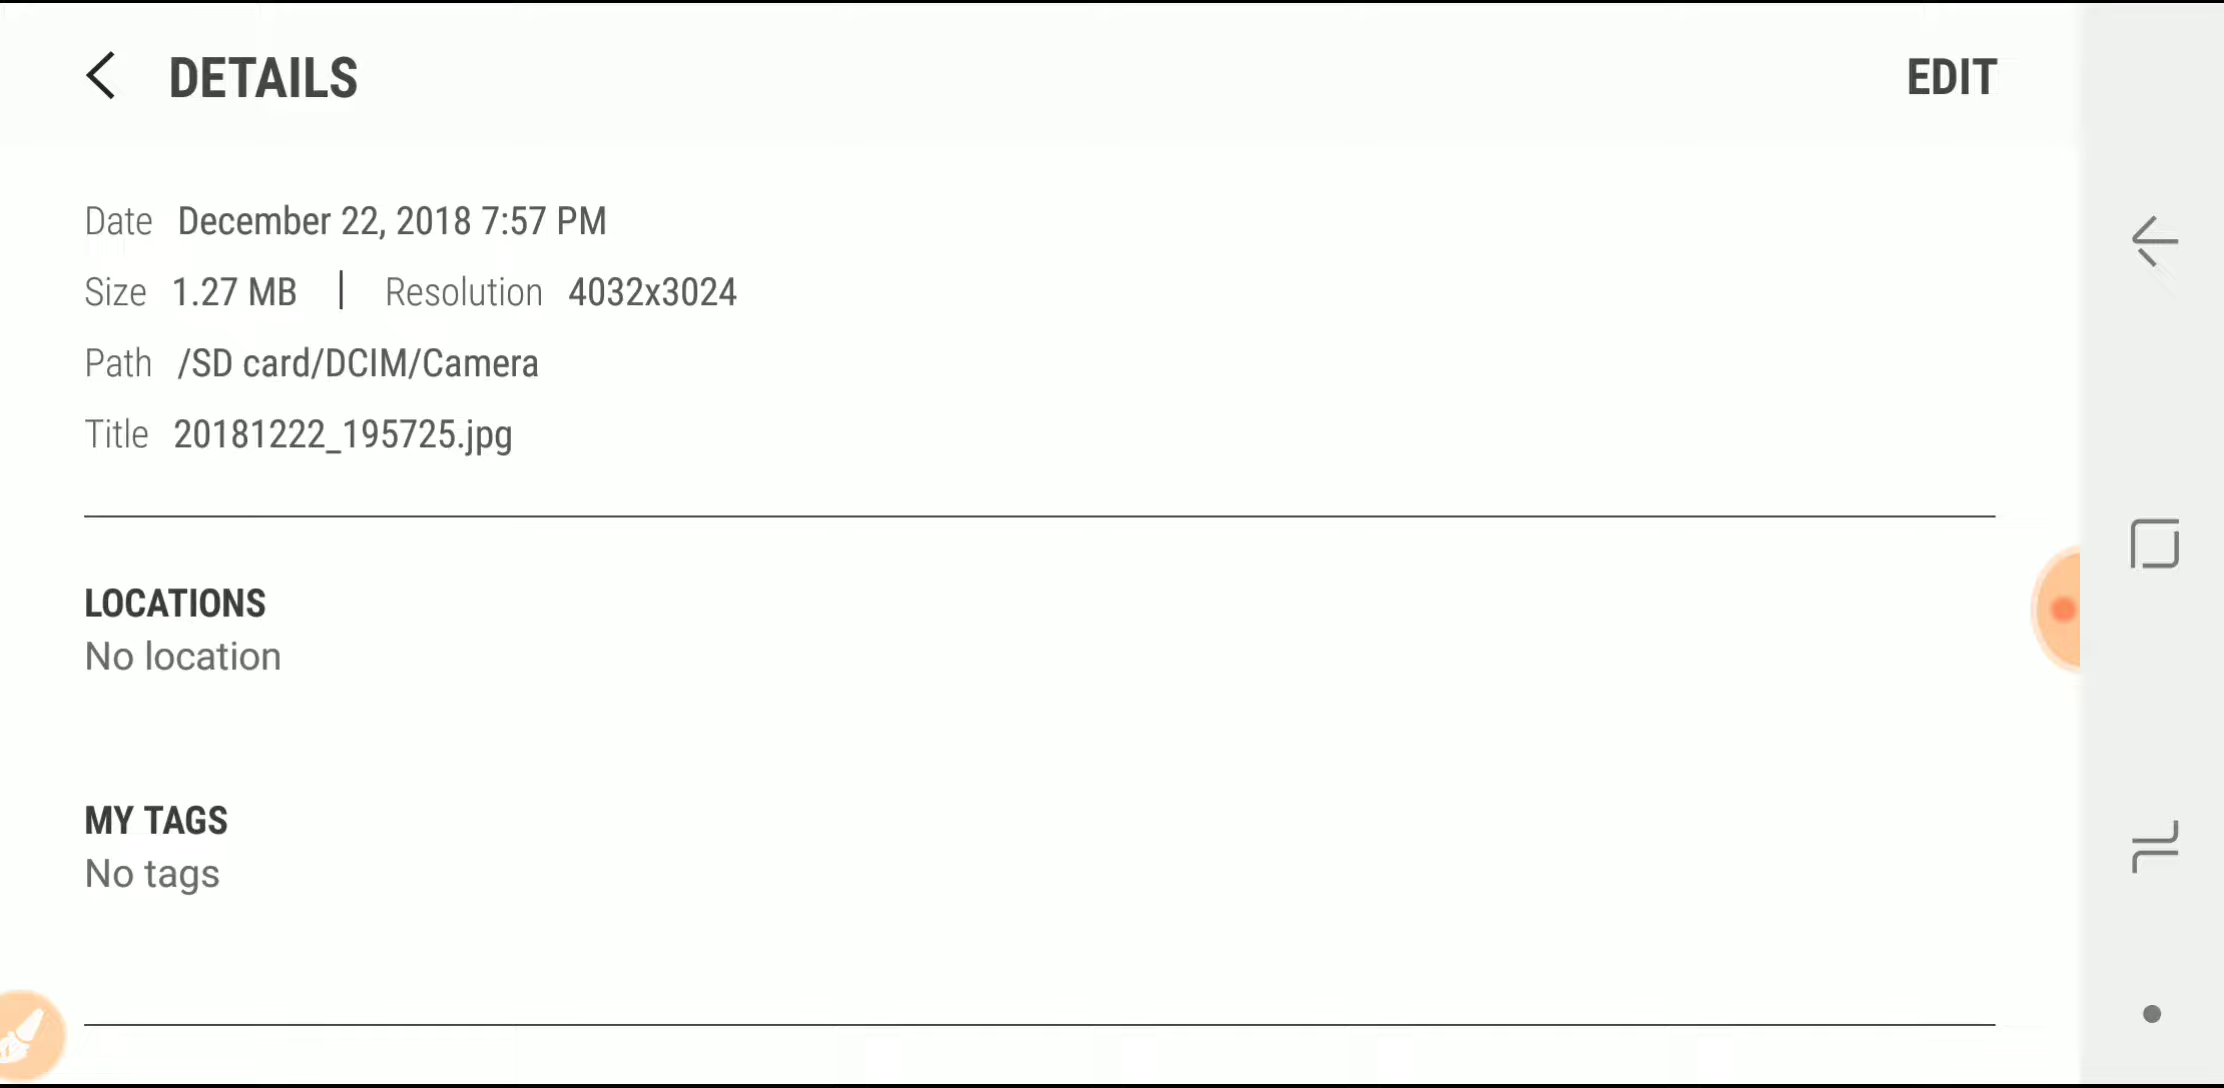 DETAILS EDIT
Date December 22, 2018 7:57 PM
Size 1.27 MB | Resolution 4032x3024
Path /SD card/DCIM/Camera
Title 20181222_195725.jpg
LOCATIONS
No location
MY TAGS
No tags